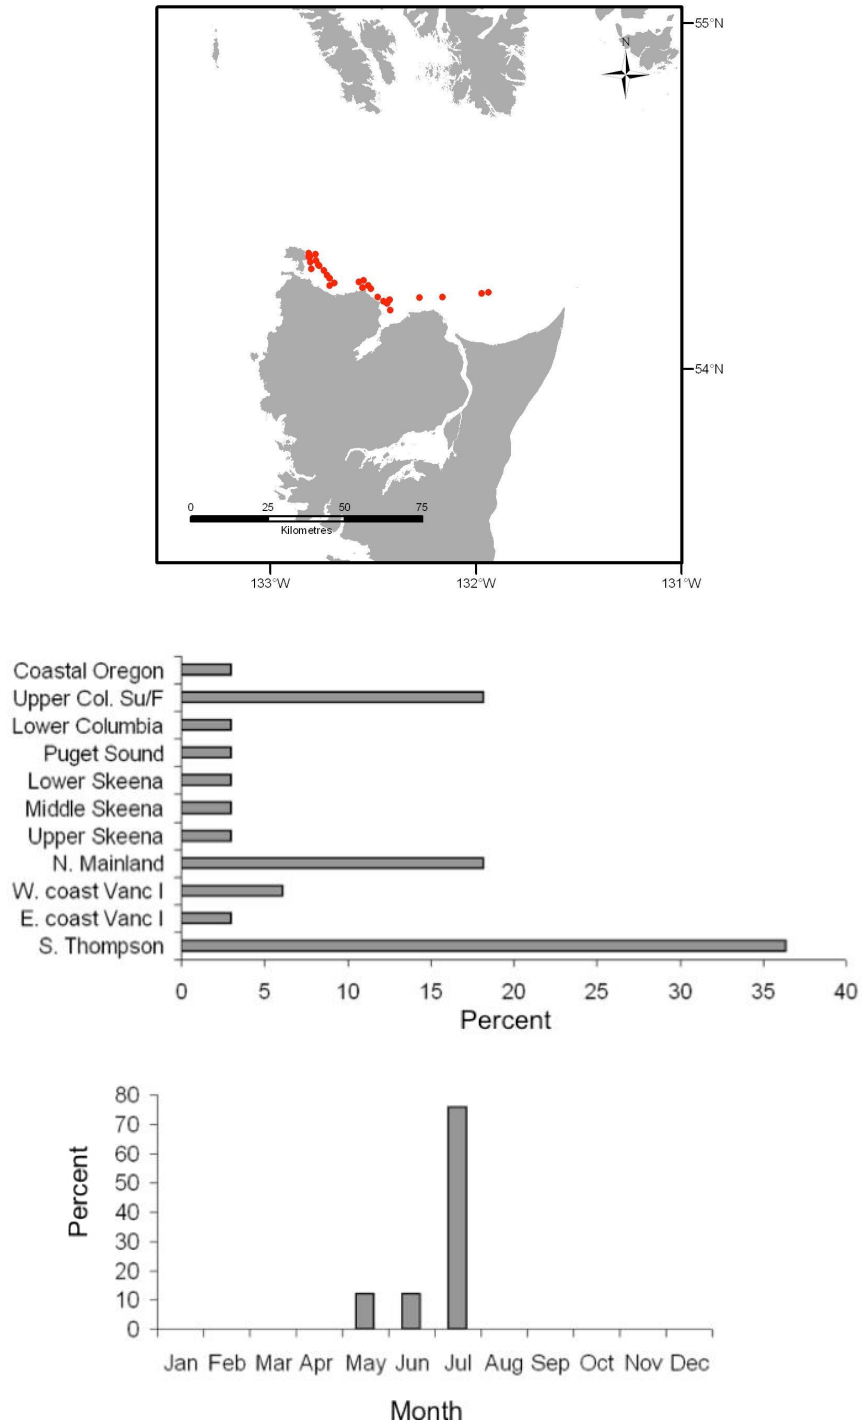 55°N
N
54°N
0 25 50 75
Kilometres
133°W 132°W 131°W
Coastal Oregon
Upper Col. Su/F
Lower Columbia
Puget Sound
Lower Skeena
Middle Skeena
Upper Skeena
N. Mainland
W. coast Vanc I
E. coast Vanc I
S. Thompson
0 5 10 15 20 25 30 35 40
Percent
80
70
60
50
40
30
20
10
0
Percent
Jan Feb Mar Apr May Jun Jul Aug Sep Oct Nov Dec
Month